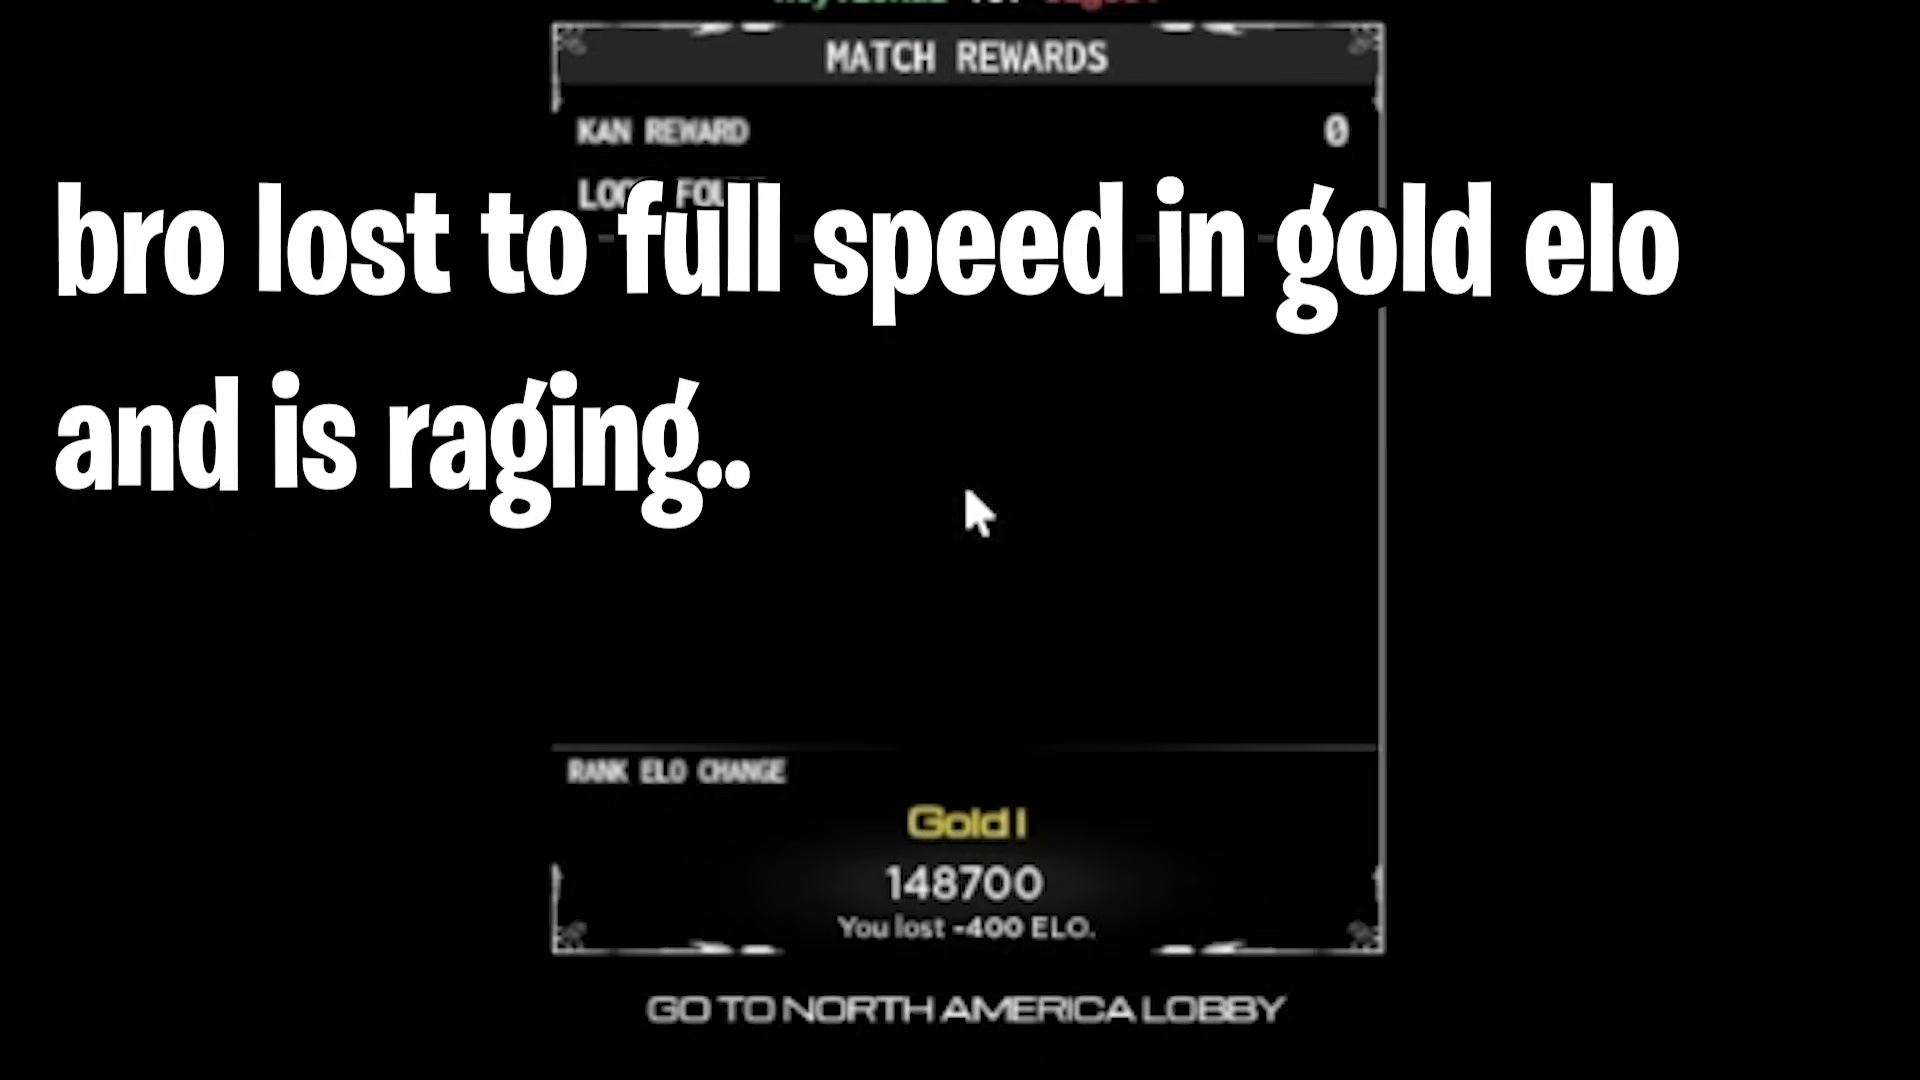 MATCH REWARDS
KAN REWARD 0
bro lost to full speed in gold elo
and is raging..
RANK ELO CHANGE
Gold I
148700
You lost -400 ELO.
GO TO NORTH AMERICA LOBBY